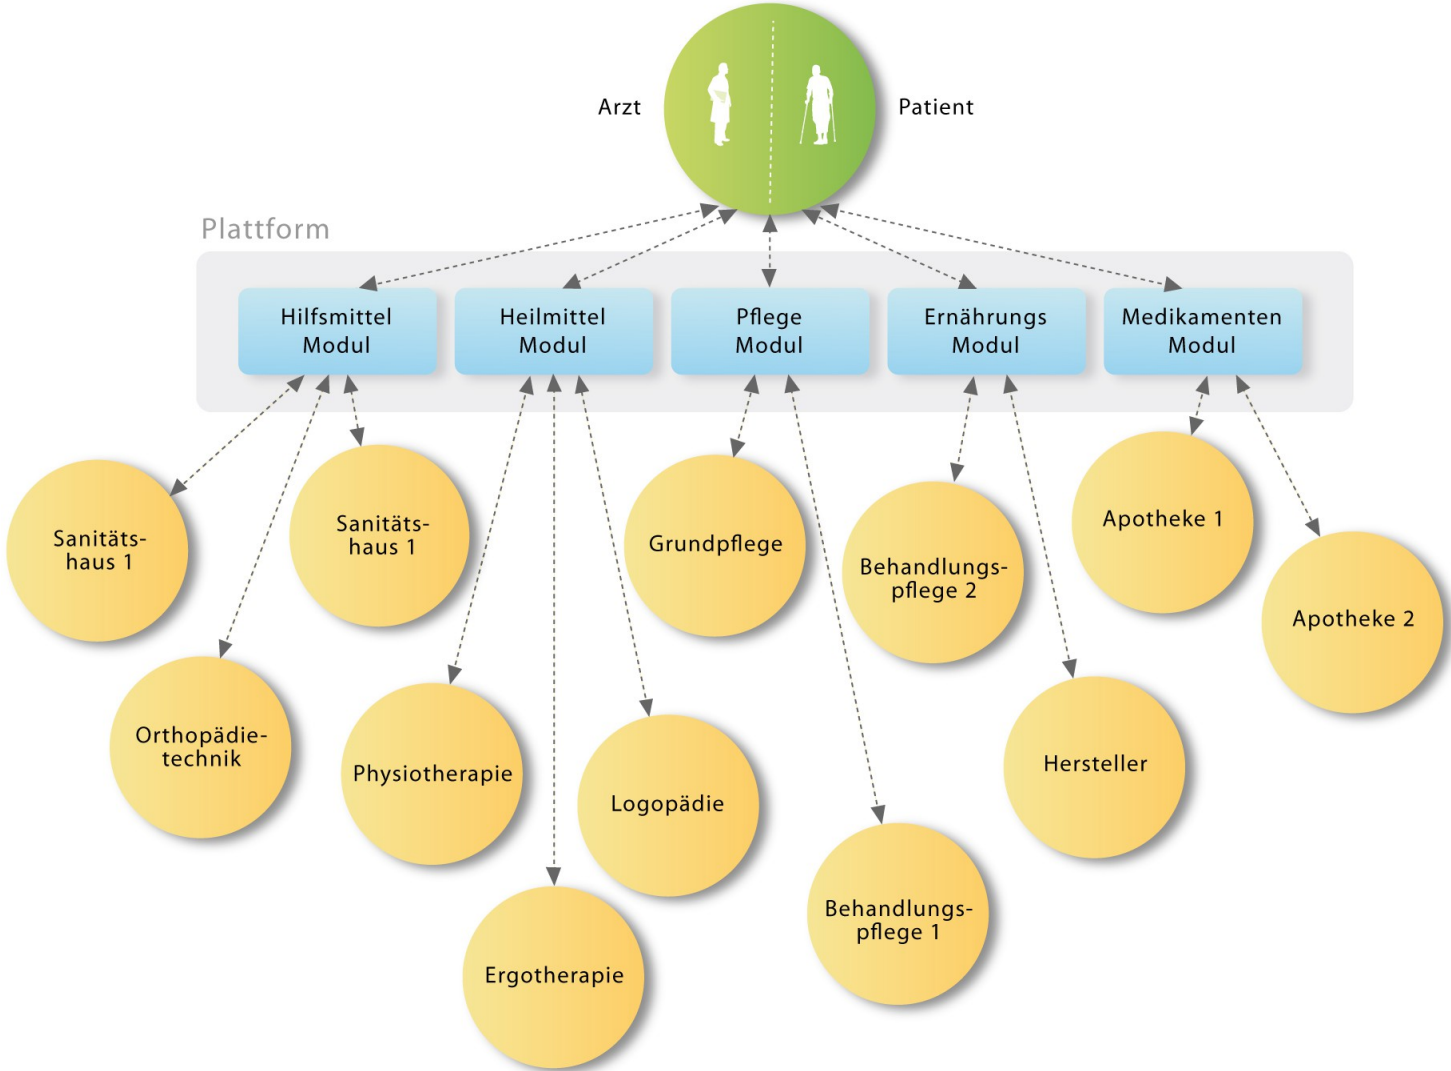 Arzt
Patient
Plattform
Hilfsmittel
Modul
Heilmittel
Modul
Pflege
Modul
Ernährungs
Modul
Medikamenten
Modul
Sanitäts-
haus 1
Sanitäts-
haus 1
Grundpflege
Behandlungs-
pflege 2
Apotheke 1
Apotheke 2
Orthopädie-
technik
Physiotherapie
Logopädie
Hersteller
Behandlungs-
pflege 1
Ergotherapie